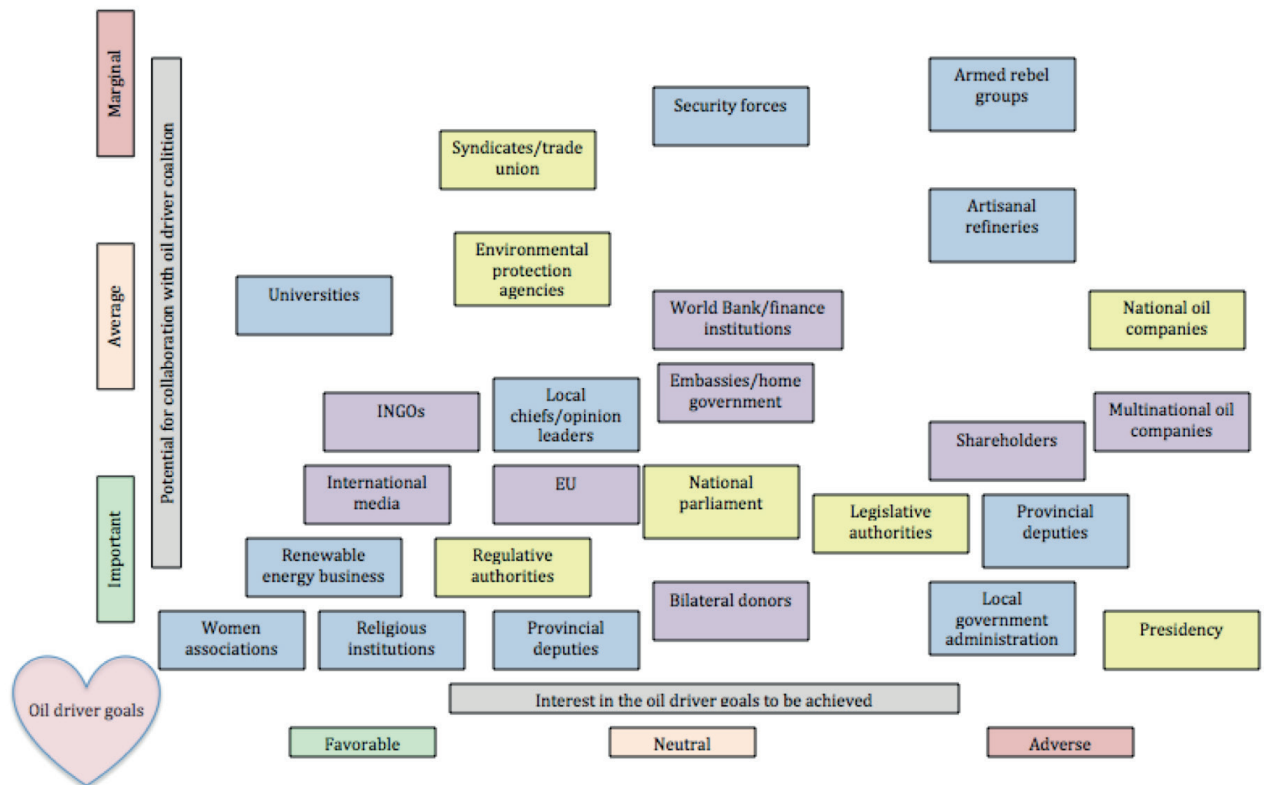 Marginal
Average
Important
Potential for collaboration with oil driver coalition
Armed rebel
groups
Security forces
Syndicates/trade
union
Artisanal
refineries
Environmental
protection
agencies
Universities
World Bank/finance
institutions
National oil
companies
Embassies/home
government
INGOs
Local
chiefs/opinion
leaders
Multinational oil
companies
Shareholders
International
media
EU
National
parliament
Legislative
authorities
Provincial
deputies
Renewable
energy business
Regulative
authorities
Bilateral donors
Local
government
administration
Women
associations
Religious
institutions
Provincial
deputies
Presidency
Oil driver goals
Interest in the oil driver goals to be achieved
Favorable
Neutral
Adverse